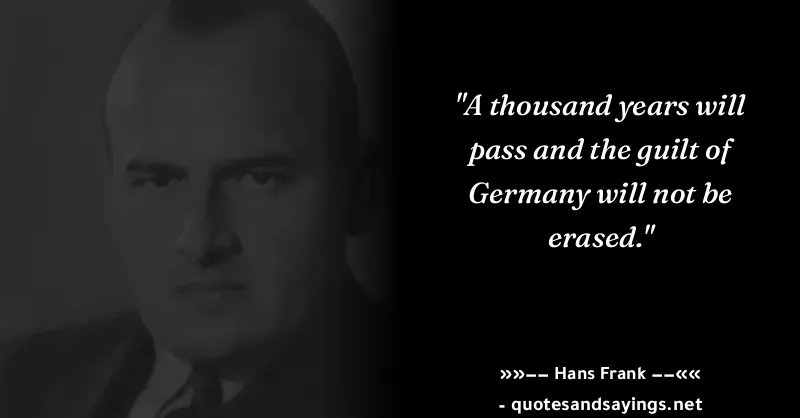 "A thousand years will
pass and the guilt of
Germany will not be
erased."
»»−− Hans Frank −−««
- quotesandsayings.net